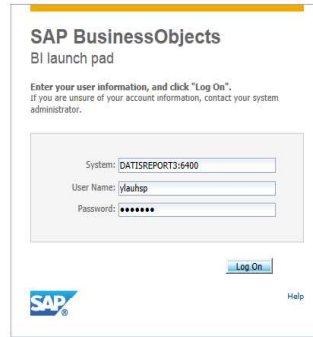 SAP BusinessObjects
BI launch pad
Enter your user information, and click "Log On".
If you are unsure of your account information, contact your system
administrator.
System: DATISREPORT3:6400
User Name: ylauhsp
Password: •••••••
Log On
SAP® Help